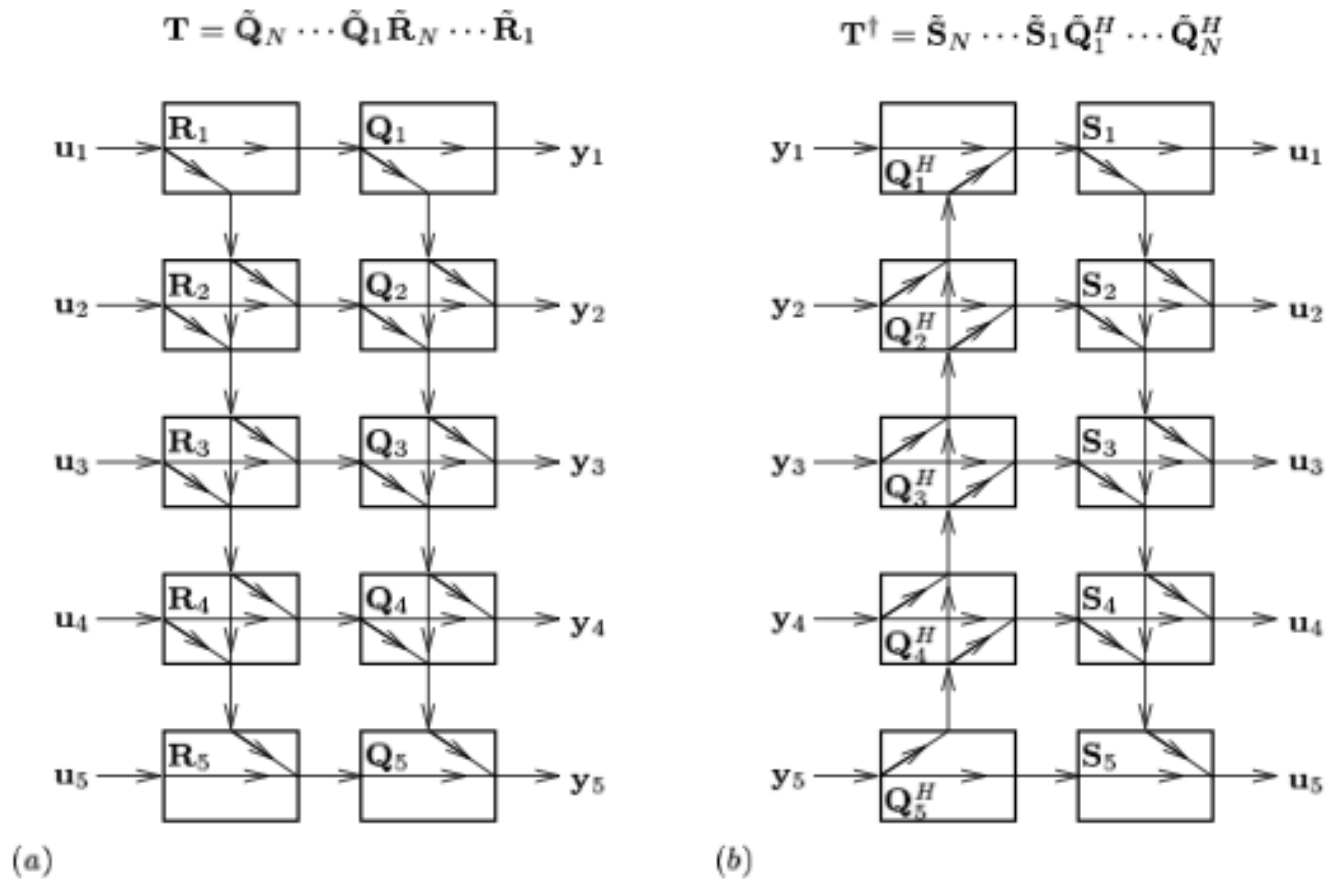 T = Q̃_N ⋯ Q̃_1 R̃_N ⋯ R̃_1
T† = S̃_N ⋯ S̃_1 Q̃_1^H ⋯ Q̃_N^H
u_1 R_1 Q_1 y_1
y_1 Q_1^H S_1 u_1
u_2 R_2 Q_2 y_2
y_2 Q_2^H S_2 u_2
u_3 R_3 Q_3 y_3
y_3 Q_3^H S_3 u_3
u_4 R_4 Q_4 y_4
y_4 Q_4^H S_4 u_4
u_5 R_5 Q_5 y_5
y_5 Q_5^H S_5 u_5
(a)
(b)